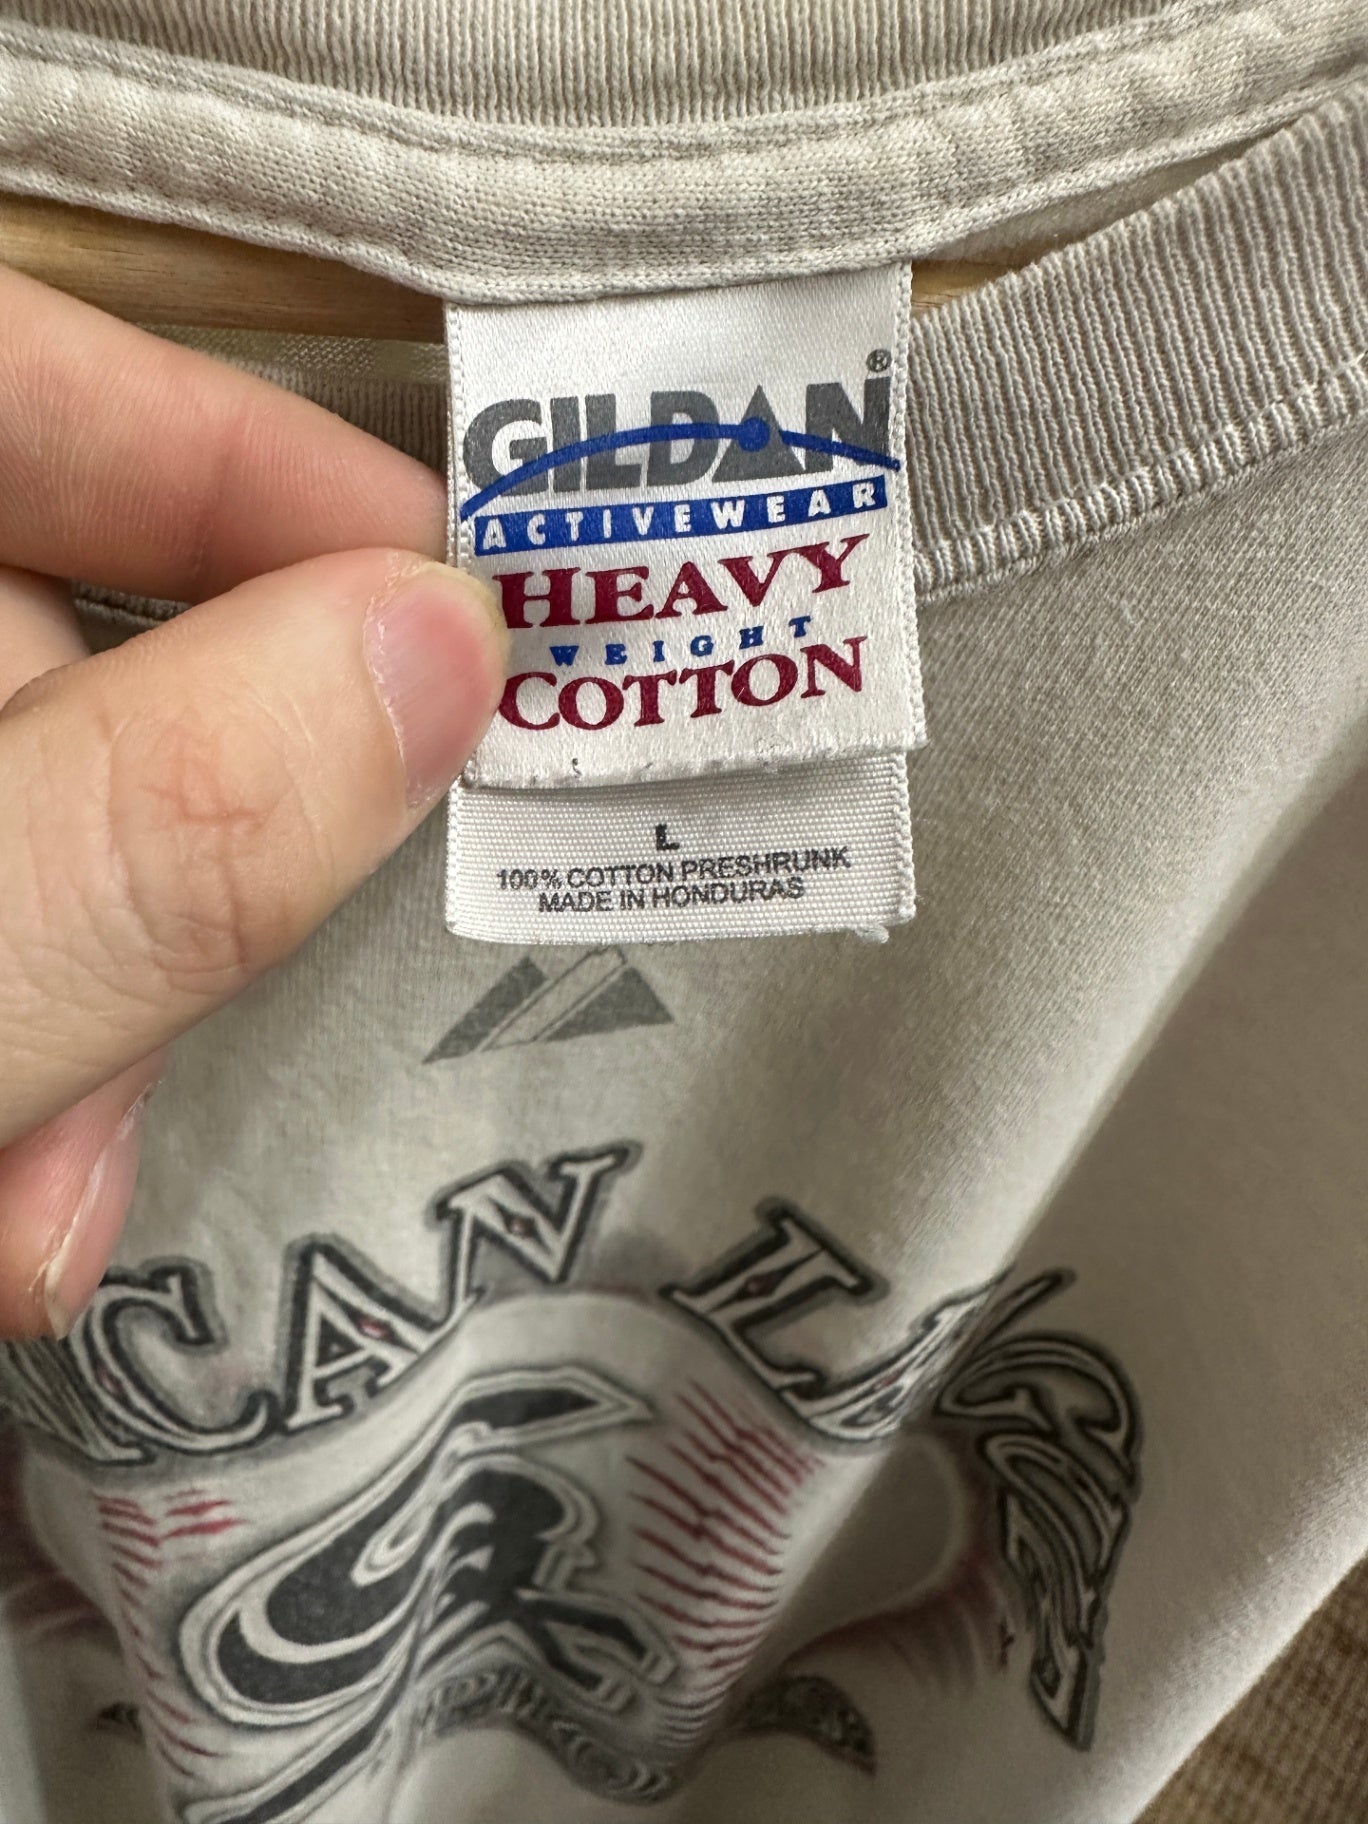 GILDAN®
ACTIVEWEAR
HEAVY
WEIGHT
COTTON
L
100% COTTON PRESHRUNK
MADE IN HONDURAS